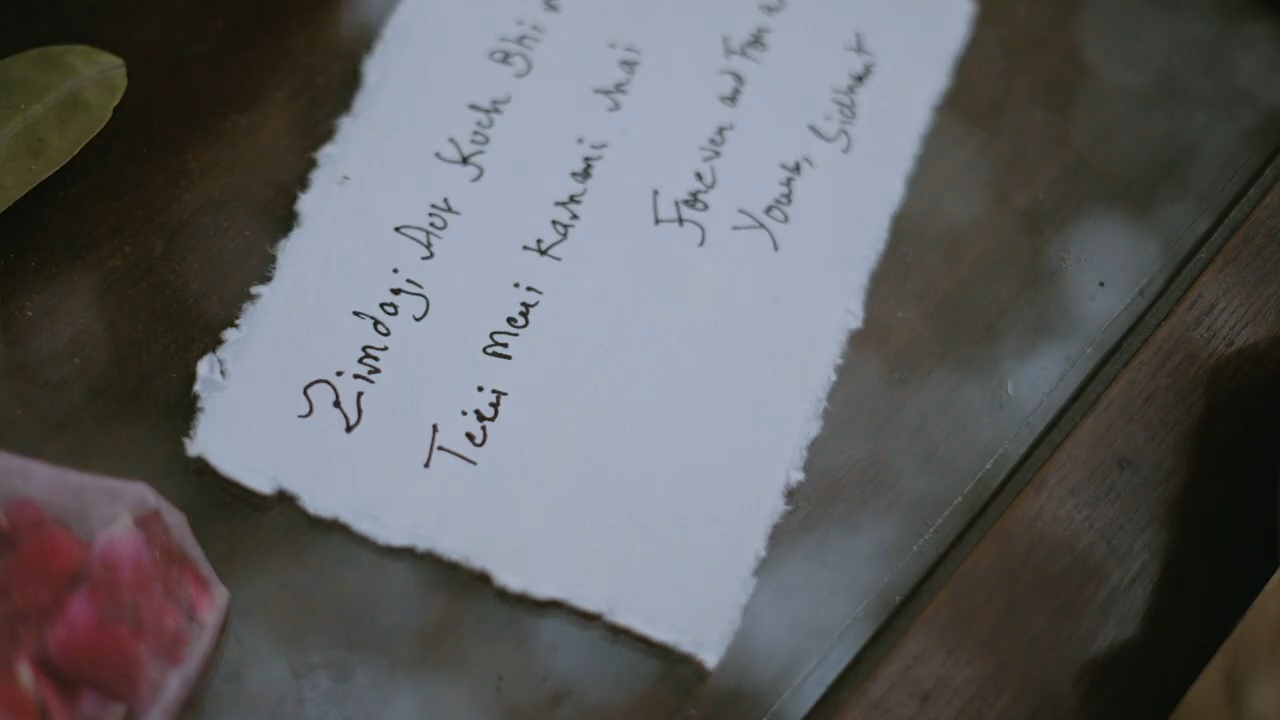 Zindagi Aur Kuch Bhi
Teri Meri Kahani hai
Forever and For
Yours, Sidhant